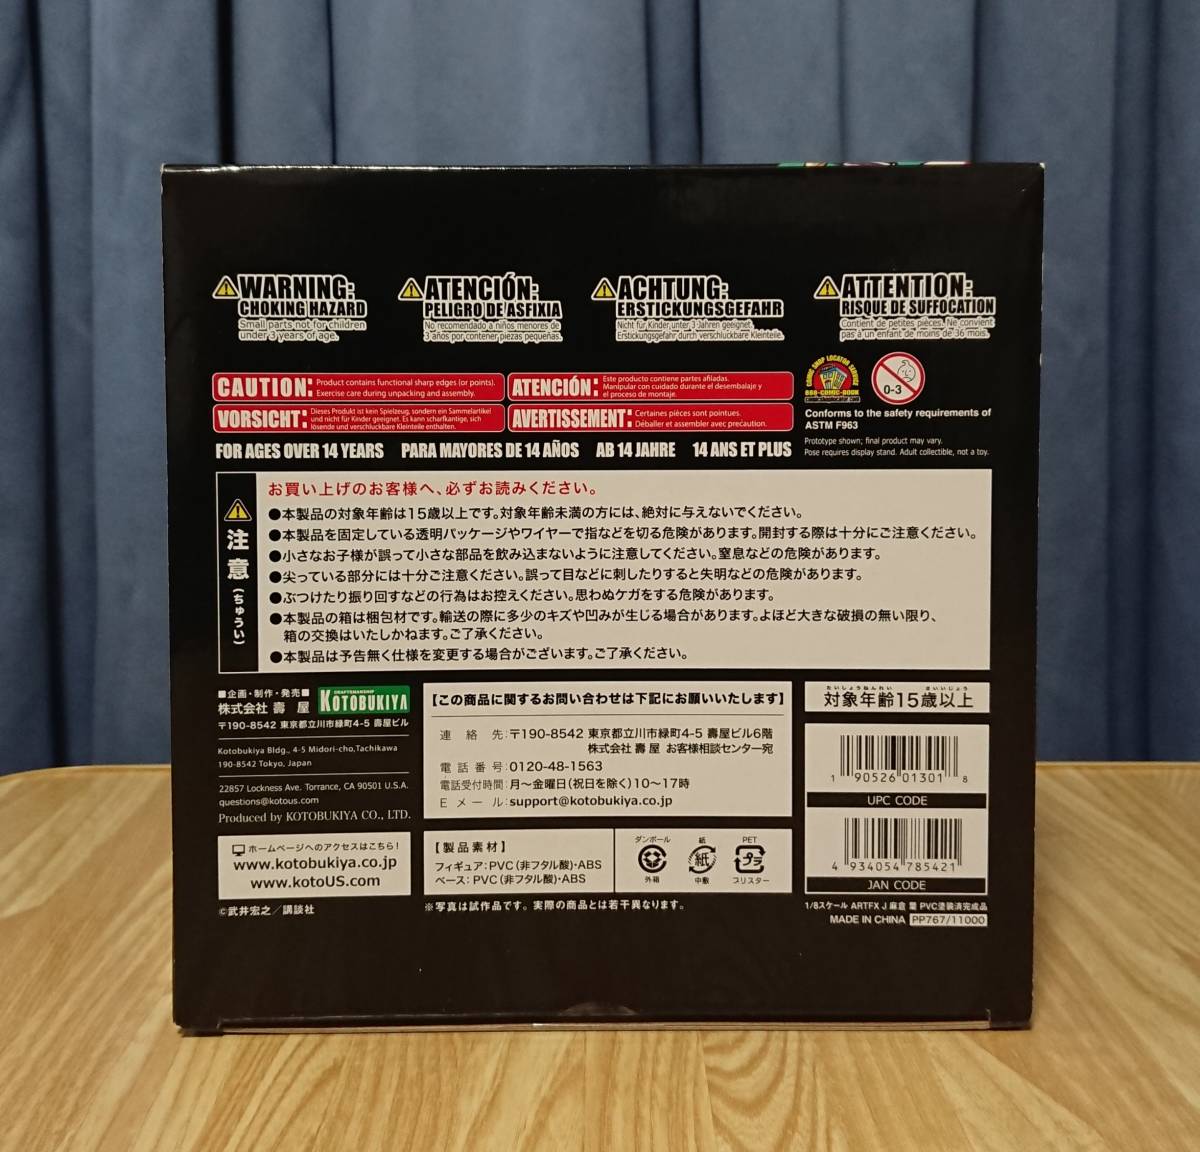 WARNING:
CHOKING HAZARD
Small parts not for children
under 3 years of age.
ATENCIÓN:
PELIGRO DE ASFIXIA
No recomendado a niños menores de
3 años por contener piezas pequeñas.
ACHTUNG:
ERSTICKUNGSGEFAHR
Nicht für Kinder unter 3 Jahren geeignet.
Erstickungsgefahr durch verschluckbare Kleinteile.
ATTENTION:
RISQUE DE SUFFOCATION
Contient de petites pièces. Ne convient
pas à un enfant de moins de 36 mois.
CAUTION: Product contains functional sharp edges (or points).
Exercise care during unpacking and assembly.
ATENCIÓN: Este producto contiene partes afiladas.
Manipular con cuidado durante el desembalaje y
el proceso de montaje.
VORSICHT: Dieses Produkt ist kein Spielzeug, sondern ein Sammelartikel
und nicht für Kinder geeignet. Es kann scharfkantige, sich
lösende und verschluckbare Kleinteile enthalten.
AVERTISSEMENT: Certaines pièces sont pointues.
Déballer et assembler avec précaution.
COMIC SHOP LOCATOR SERVICE
888-COMIC-BOOK
0-3
Conforms to the safety requirements of
ASTM F963
Prototype shown; final product may vary.
Pose requires display stand. Adult collectible, not a toy.
FOR AGES OVER 14 YEARS PARA MAYORES DE 14 AÑOS AB 14 JAHRE 14 ANS ET PLUS
注意(ちゅうい)
お買い上げのお客様へ、必ずお読みください。
●本製品の対象年齢は15歳以上です。対象年齢未満の方には、絶対に与えないでください。
●本製品を固定している透明パッケージやワイヤーで指などを切る危険があります。開封する際は十分にご注意ください。
●小さなお子様が誤って小さな部品を飲み込まないように注意してください。窒息などの危険があります。
●尖っている部分には十分ご注意ください。誤って目などに刺したりすると失明などの危険があります。
●ぶつけたり振り回すなどの行為はお控えください。思わぬケガをする危険があります。
●本製品の箱は梱包材です。輸送の際に多少のキズや凹みが生じる場合があります。よほど大きな破損の無い限り、
箱の交換はいたしかねます。ご了承ください。
●本製品は予告無く仕様を変更する場合がございます。ご了承ください。
■企画・制作・発売■
株式会社 壽 屋
CRAFTSMANSHIP
KOTOBUKIYA
〒190-8542 東京都立川市緑町4-5 壽屋ビル
Kotobukiya Bldg., 4-5 Midori-cho,Tachikawa
190-8542 Tokyo, Japan
22857 Lockness Ave. Torrance, CA 90501 U.S.A.
questions@kotous.com
Produced by KOTOBUKIYA CO., LTD.
ホームページへのアクセスはこちら!
www.kotobukiya.co.jp
www.kotoUS.com
©武井宏之/講談社
【この商品に関するお問い合わせは下記にお願いいたします】
連絡先:〒190-8542 東京都立川市緑町4-5 壽屋ビル6階
株式会社 壽 屋 お客様相談センター宛
電話番号:0120-48-1563
電話受付時間:月〜金曜日(祝日を除く)10〜17時
Eメール:support@kotobukiya.co.jp
【製品素材】
フィギュア:PVC(非フタル酸)・ABS
ベース:PVC(非フタル酸)・ABS
ダンボール
外箱
紙
紙
中敷
PET
プラ
ブリスター
※写真は試作品です。実際の商品とは若干異なります。
たいしょうねんれい さいいじょう
対象年齢15歳以上
1 90526 01301 8
UPC CODE
4 934054 785421
JAN CODE
1/8スケール ARTFX J 麻倉 葉 PVC塗装済完成品
MADE IN CHINA PP767/11000